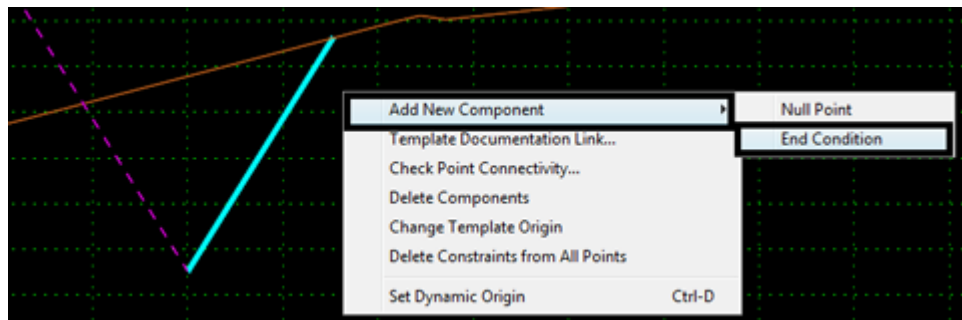 Add New Component
Null Point
End Condition
Template Documentation Link...
Check Point Connectivity...
Delete Components
Change Template Origin
Delete Constraints from All Points
Set Dynamic Origin Ctrl-D